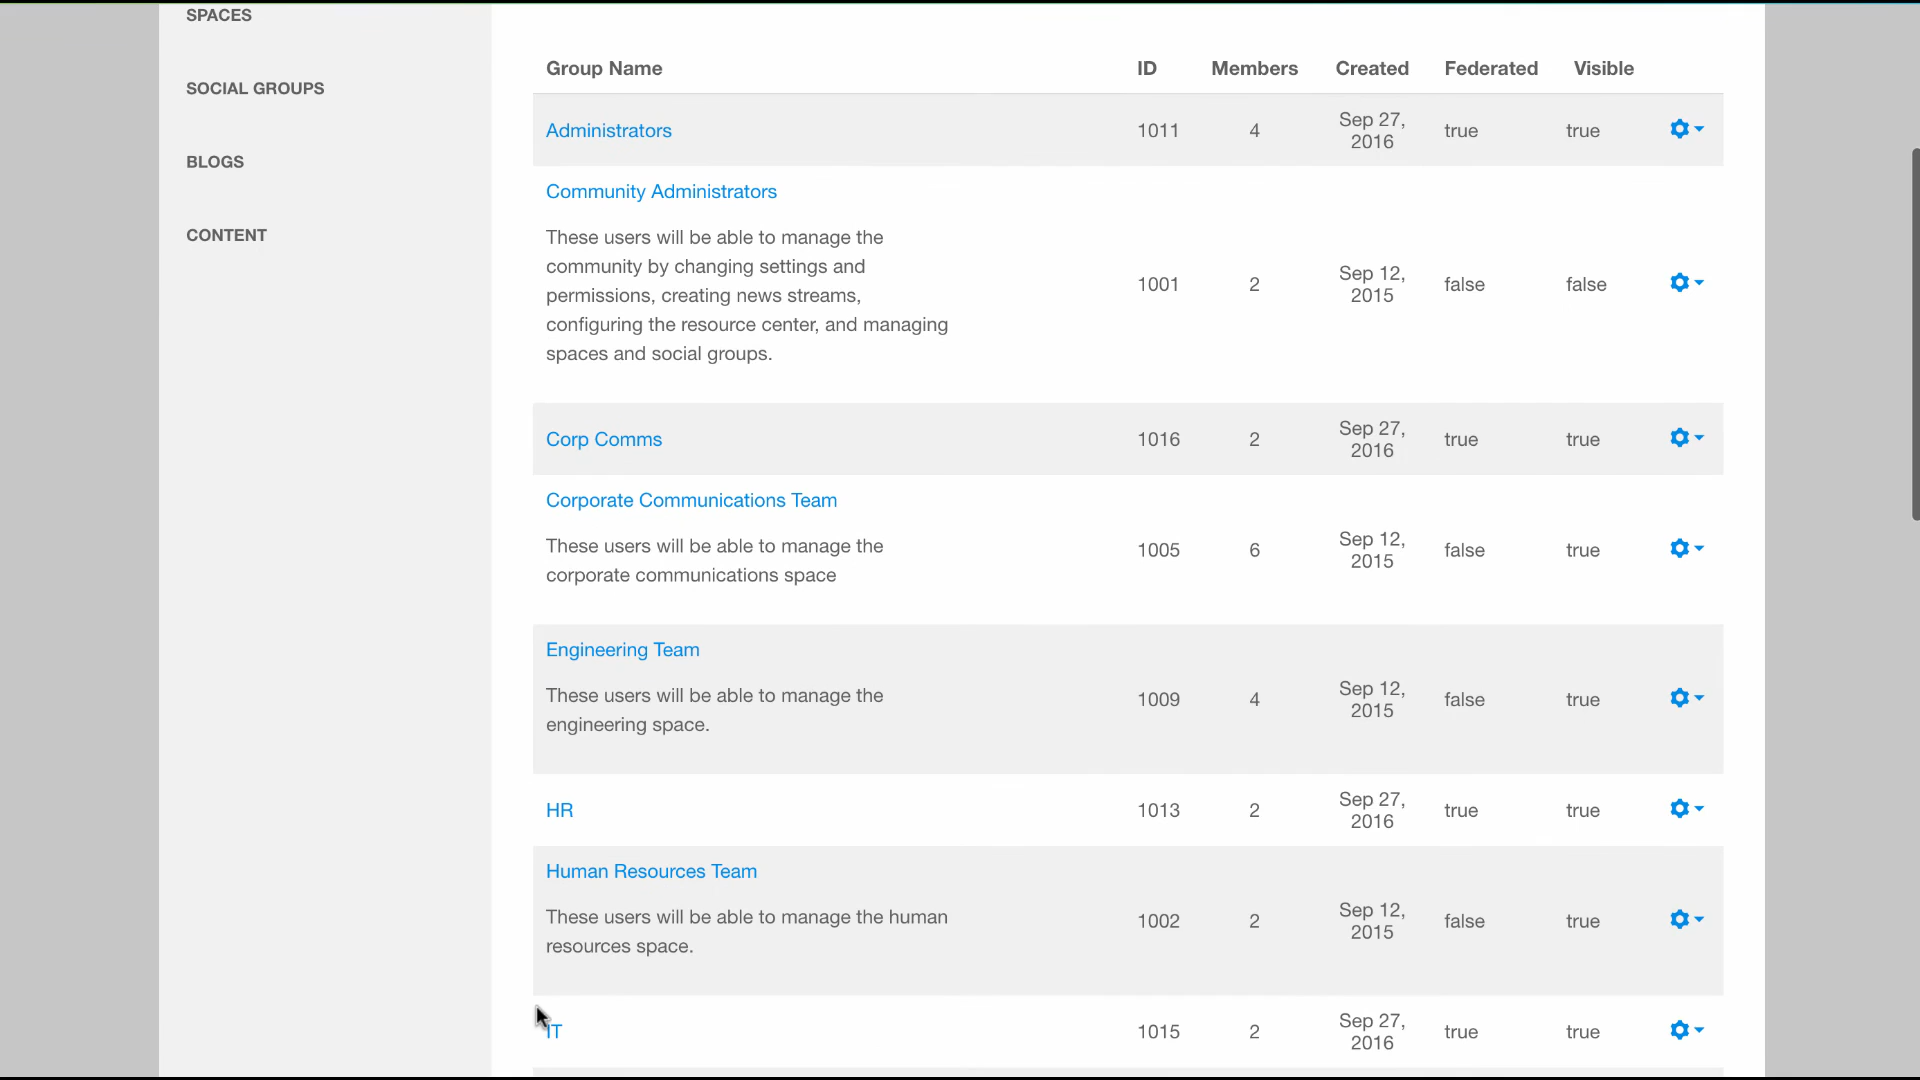 SPACES
SOCIAL GROUPS
BLOGS
CONTENT
Group Name ID Members Created Federated Visible
Administrators 1011 4 Sep 27, 2016 true true
Community Administrators
These users will be able to manage the
community by changing settings and
permissions, creating news streams,
configuring the resource center, and managing
spaces and social groups.
1001 2 Sep 12, 2015 false false
Corp Comms 1016 2 Sep 27, 2016 true true
Corporate Communications Team
These users will be able to manage the
corporate communications space
1005 6 Sep 12, 2015 false true
Engineering Team
These users will be able to manage the
engineering space.
1009 4 Sep 12, 2015 false true
HR 1013 2 Sep 27, 2016 true true
Human Resources Team
These users will be able to manage the human
resources space.
1002 2 Sep 12, 2015 false true
IT 1015 2 Sep 27, 2016 true true